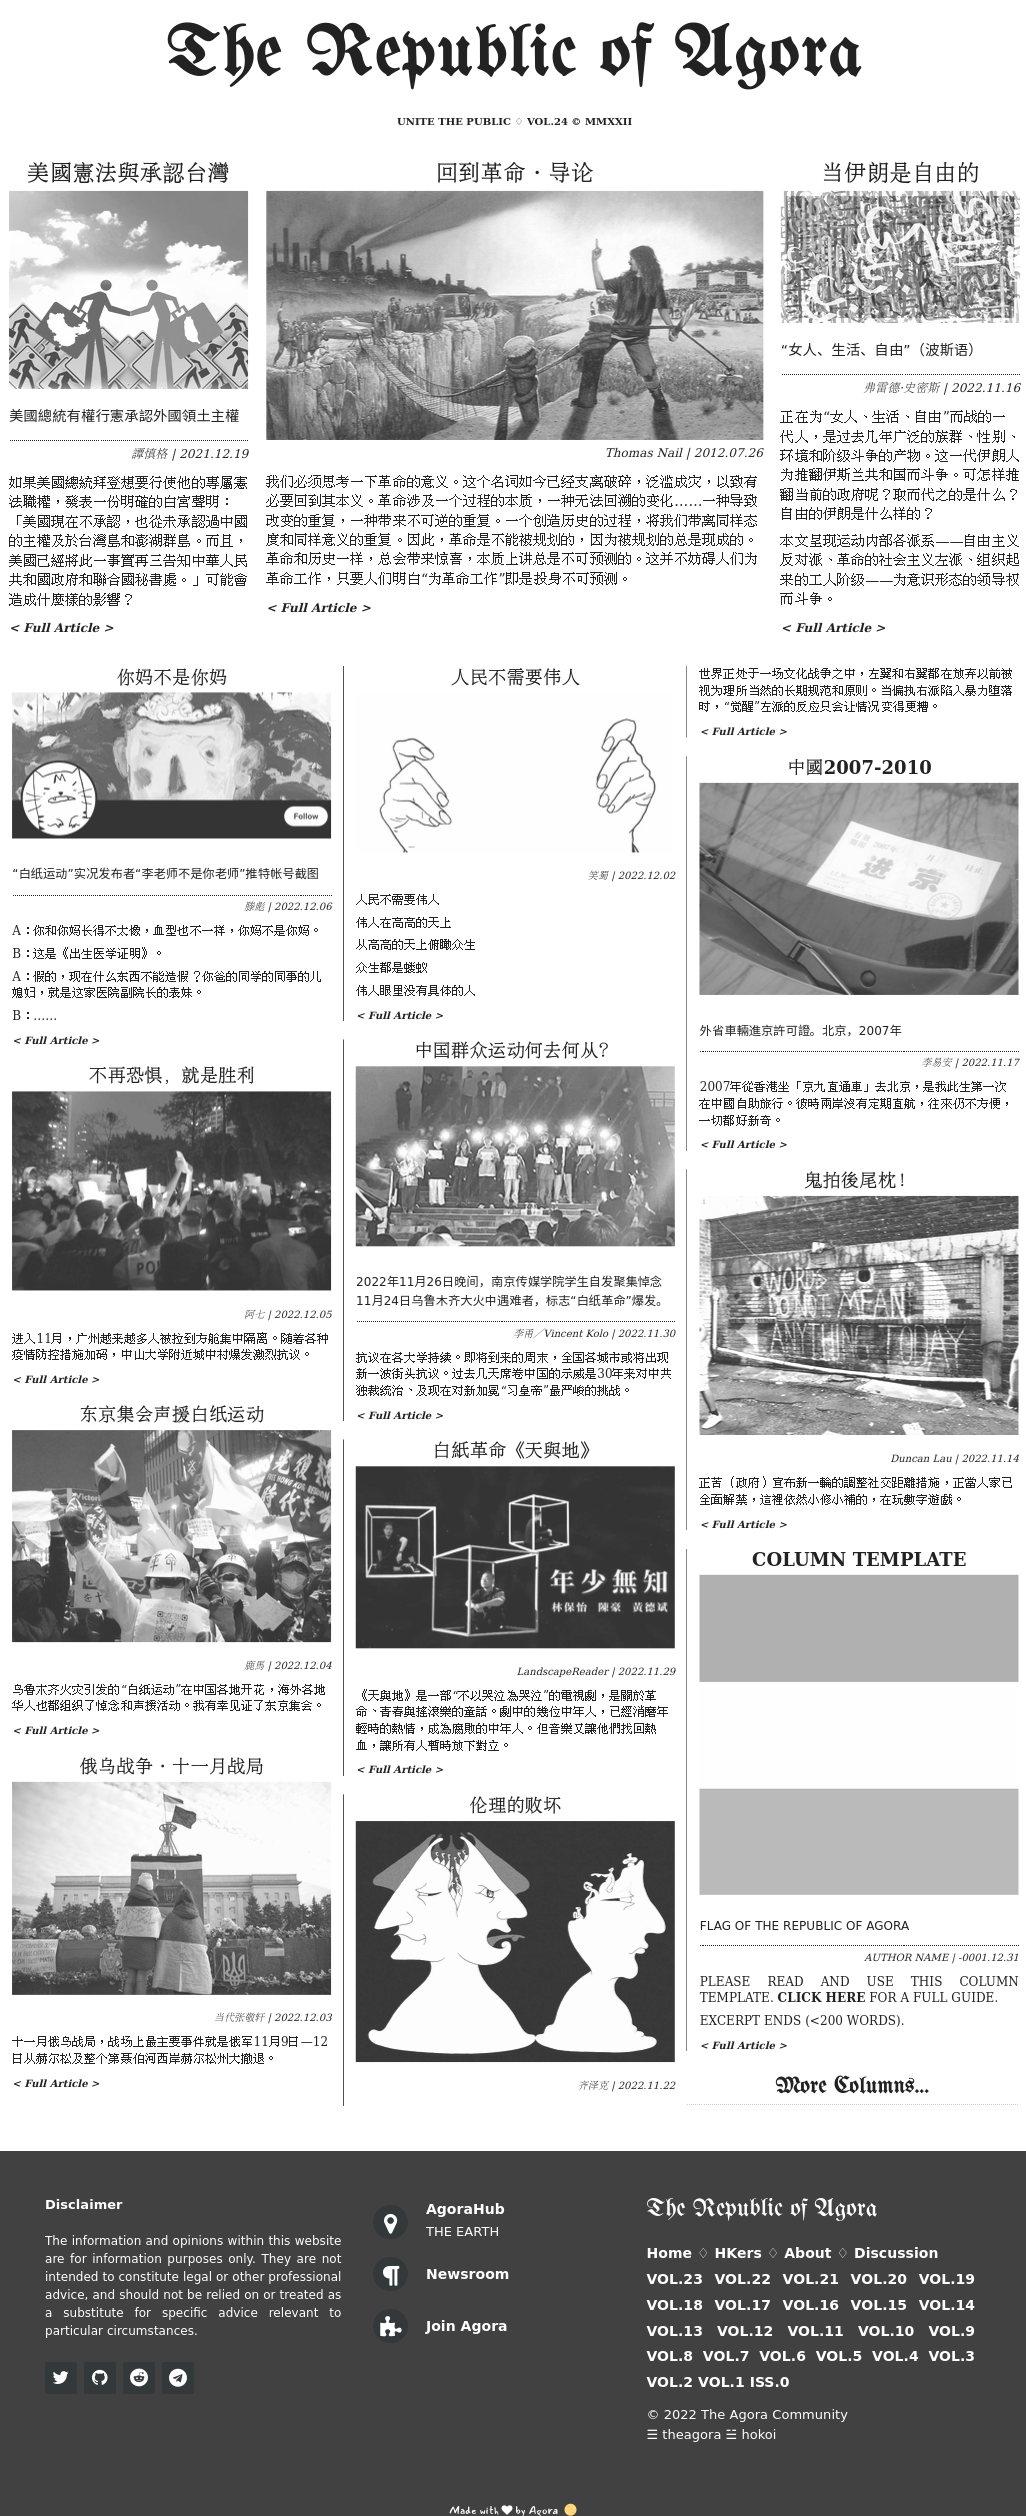 The Republic of Agora
UNITE THE PUBLIC ♢ VOL.24 © MMXXII
美國憲法與承認台灣
美國總統有權行憲承認外國領土主權
譚慎格 | 2021.12.19
如果美國總統拜登想要行使他的專屬憲
法職權，發表一份明確的白宮聲明：
「美國現在不承認，也從未承認過中國
的主權及於台灣島和澎湖群島。而且，
美國已經將此一事實再三告知中華人民
共和國政府和聯合國秘書處。」可能會
造成什麼樣的影響？
< Full Article >
回到革命・导论
Thomas Nail | 2012.07.26
我们必须思考一下革命的意义。这个名词如今已经支离破碎，泛滥成灾，以致有
必要回到其本义。革命涉及一个过程的本质，一种无法回溯的变化……一种导致
改变的重复，一种带来不可逆的重复。一个创造历史的过程，将我们带离同样态
度和同样意义的重复。因此，革命是不能被规划的，因为被规划的总是现成的。
革命和历史一样，总会带来惊喜，本质上讲总是不可预测的。这并不妨碍人们为
革命工作，只要人们明白“为革命工作”即是投身不可预测。
< Full Article >
当伊朗是自由的
“女人、生活、自由”（波斯语）
弗雷德·史密斯 | 2022.11.16
正在为“女人、生活、自由”而战的一
代人，是过去几年广泛的族群、性别、
环境和阶级斗争的产物。这一代伊朗人
为推翻伊斯兰共和国而斗争。可怎样推
翻当前的政府呢？取而代之的是什么？
自由的伊朗是什么样的？
本文呈现运动内部各派系——自由主义
反对派、革命的社会主义左派、组织起
来的工人阶级——为意识形态的领导权
而斗争。
< Full Article >
你妈不是你妈
Follow
“白纸运动”实况发布者“李老师不是你老师”推特帐号截图
滕彪 | 2022.12.06
A：你和你妈长得不太像，血型也不一样，你妈不是你妈。
B：这是《出生医学证明》。
A：假的，现在什么东西不能造假？你爸的同学的同事的儿
媳妇，就是这家医院副院长的表妹。
B：……
< Full Article >
不再恐惧，就是胜利
阿七 | 2022.12.05
进入11月，广州越来越多人被拉到方舱集中隔离。随着各种
疫情防控措施加码，中山大学附近城中村爆发激烈抗议。
< Full Article >
东京集会声援白纸运动
鹿馬 | 2022.12.04
乌鲁木齐火灾引发的“白纸运动”在中国各地开花，海外各地
华人也都组织了悼念和声援活动。我有幸见证了东京集会。
< Full Article >
俄乌战争・十一月战局
当代张敬轩 | 2022.12.03
十一月俄乌战局，战场上最主要事件就是俄军11月9日—12
日从赫尔松及整个第聂伯河西岸赫尔松州大撤退。
< Full Article >
人民不需要伟人
笑蜀 | 2022.12.02
人民不需要伟人
伟人在高高的天上
从高高的天上俯瞰众生
众生都是蝼蚁
伟人眼里没有具体的人
< Full Article >
中国群众运动何去何从？
2022年11月26日晚间，南京传媒学院学生自发聚集悼念
11月24日乌鲁木齐大火中遇难者，标志“白纸革命”爆发。
李甬／Vincent Kolo | 2022.11.30
抗议在各大学持续。即将到来的周末，全国各城市或将出现
新一波街头抗议。过去几天席卷中国的示威是30年来对中共
独裁统治、及现在对新加冕“习皇帝”最严峻的挑战。
< Full Article >
白紙革命《天與地》
年少無知
林保怡 陳豪 黃德斌
LandscapeReader | 2022.11.29
《天與地》是一部“不以哭泣為哭泣”的電視劇，是關於革
命、青春與搖滾樂的童話。劇中的幾位中年人，已經消磨年
輕時的熱情，成為腐敗的中年人。但音樂又讓他們找回熱
血，讓所有人暫時放下對立。
< Full Article >
伦理的败坏
齐泽克 | 2022.11.22
世界正处于一场文化战争之中，左翼和右翼都在放弃以前被
视为理所当然的长期规范和原则。当偏执右派陷入暴力堕落
时，“觉醒”左派的反应只会让情况变得更糟。
< Full Article >
中國2007-2010
进京
外省車輛進京許可證。北京，2007年
李易安 | 2022.11.17
2007年從香港坐「京九直通車」去北京，是我此生第一次
在中國自助旅行。彼時兩岸沒有定期直航，往來仍不方便，
一切都好新奇。
< Full Article >
鬼拍後尾枕！
WORDS
DON'T MEAN
ANYTHING TODAY
Duncan Lau | 2022.11.14
正苦（政府）宣布新一輪的調整社交距離措施，正當人家已
全面解禁，這裡依然小修小補的，在玩數字遊戲。
< Full Article >
COLUMN TEMPLATE
FLAG OF THE REPUBLIC OF AGORA
AUTHOR NAME | -0001.12.31
PLEASE READ AND USE THIS COLUMN
TEMPLATE. CLICK HERE FOR A FULL GUIDE.
EXCERPT ENDS (<200 WORDS).
< Full Article >
More Columns...
Disclaimer
The information and opinions within this website
are for information purposes only. They are not
intended to constitute legal or other professional
advice, and should not be relied on or treated as
a substitute for specific advice relevant to
particular circumstances.
AgoraHub
THE EARTH
Newsroom
Join Agora
The Republic of Agora
Home ♢ HKers ♢ About ♢ Discussion
VOL.23 VOL.22 VOL.21 VOL.20 VOL.19
VOL.18 VOL.17 VOL.16 VOL.15 VOL.14
VOL.13 VOL.12 VOL.11 VOL.10 VOL.9
VOL.8 VOL.7 VOL.6 VOL.5 VOL.4 VOL.3
VOL.2 VOL.1 ISS.0
© 2022 The Agora Community
☰ theagora ☱ hokoi
Made with ♥ by Agora